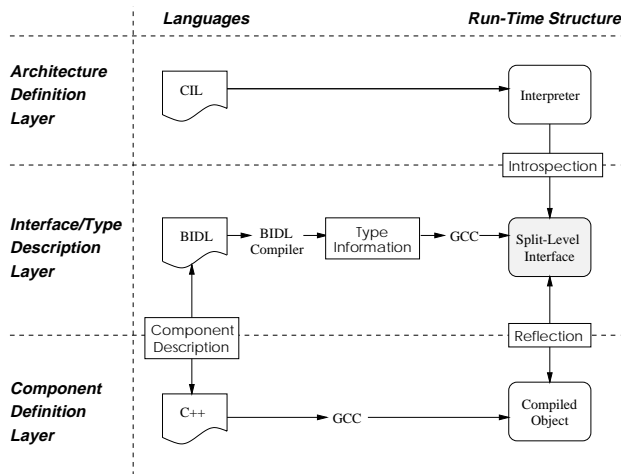 Languages
Run-Time Structure
Architecture
Definition
Layer
CIL
Interpreter
Introspection
Interface/Type
Description
Layer
BIDL
BIDL
Compiler
Type
Information
GCC
Split-Level
Interface
Component
Description
Reflection
Component
Definition
Layer
C++
GCC
Compiled
Object